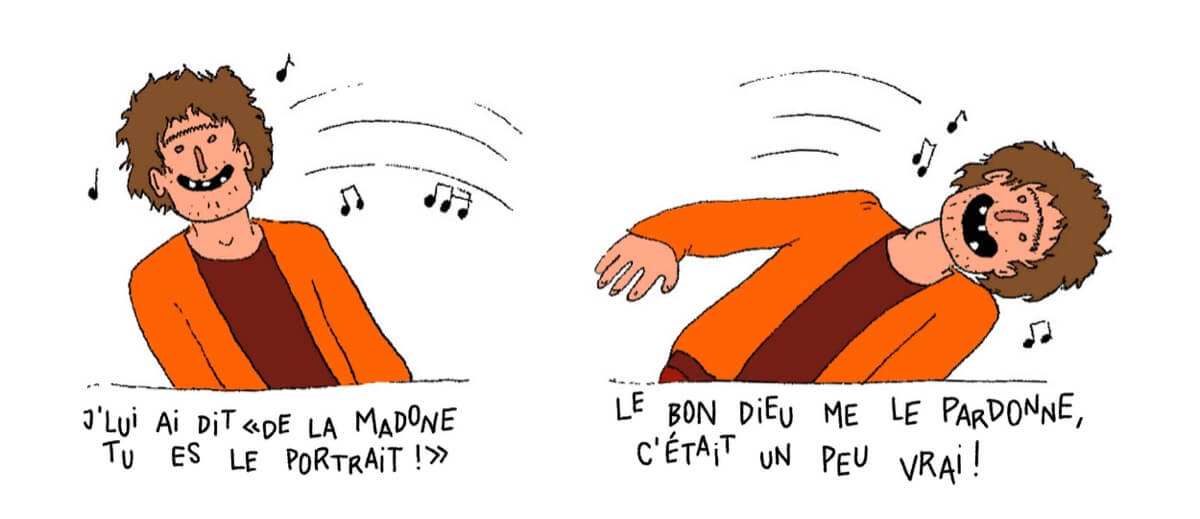 J'LUI AI DIT «DE LA MADONE
TU ES LE PORTRAIT !»
LE BON DIEU ME LE PARDONNE,
C'ÉTAIT UN PEU VRAI !